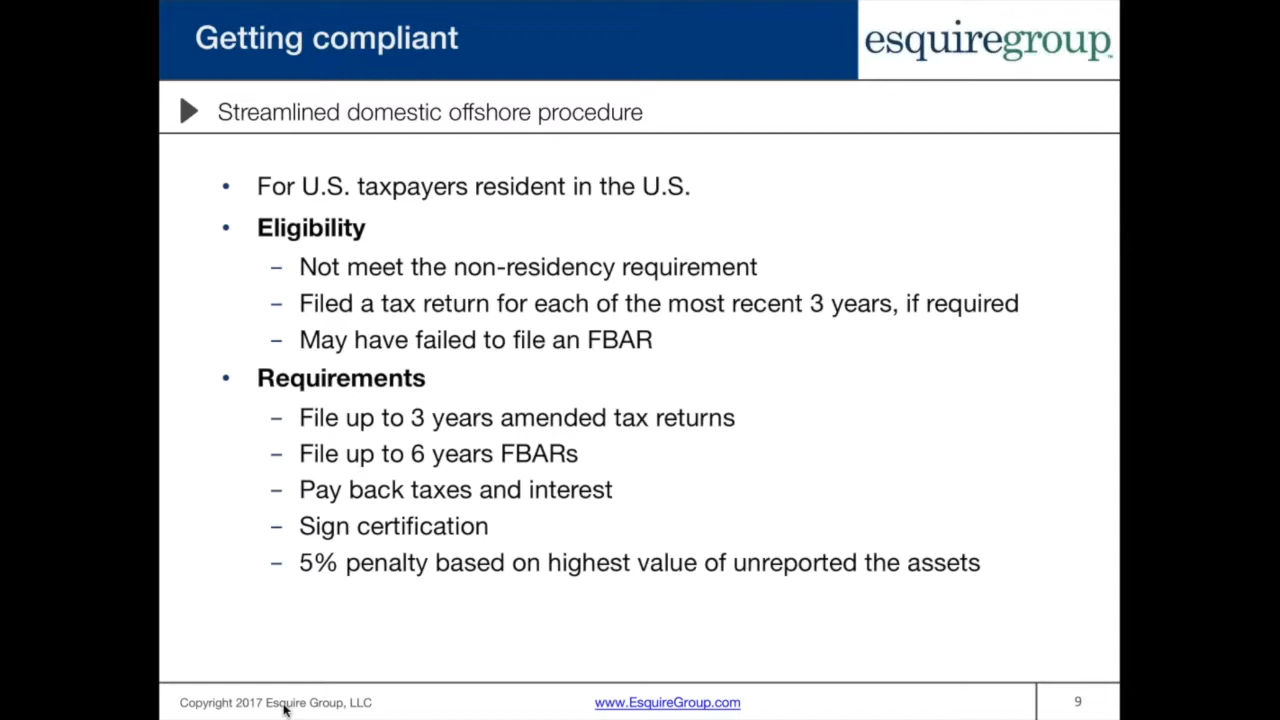 Getting compliant
esquiregroup™
Streamlined domestic offshore procedure
• For U.S. taxpayers resident in the U.S.
• Eligibility
– Not meet the non-residency requirement
– Filed a tax return for each of the most recent 3 years, if required
– May have failed to file an FBAR
• Requirements
– File up to 3 years amended tax returns
– File up to 6 years FBARs
– Pay back taxes and interest
– Sign certification
– 5% penalty based on highest value of unreported the assets
Copyright 2017 Esquire Group, LLC
www.EsquireGroup.com
9